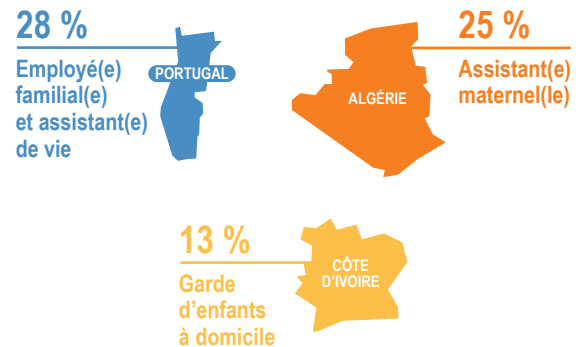 28 %
Employé(e)
familial(e)
et assistant(e)
de vie
PORTUGAL
25 %
Assistant(e)
maternel(le)
ALGÉRIE
13 %
Garde
d'enfants
à domicile
CÔTE
D'IVOIRE